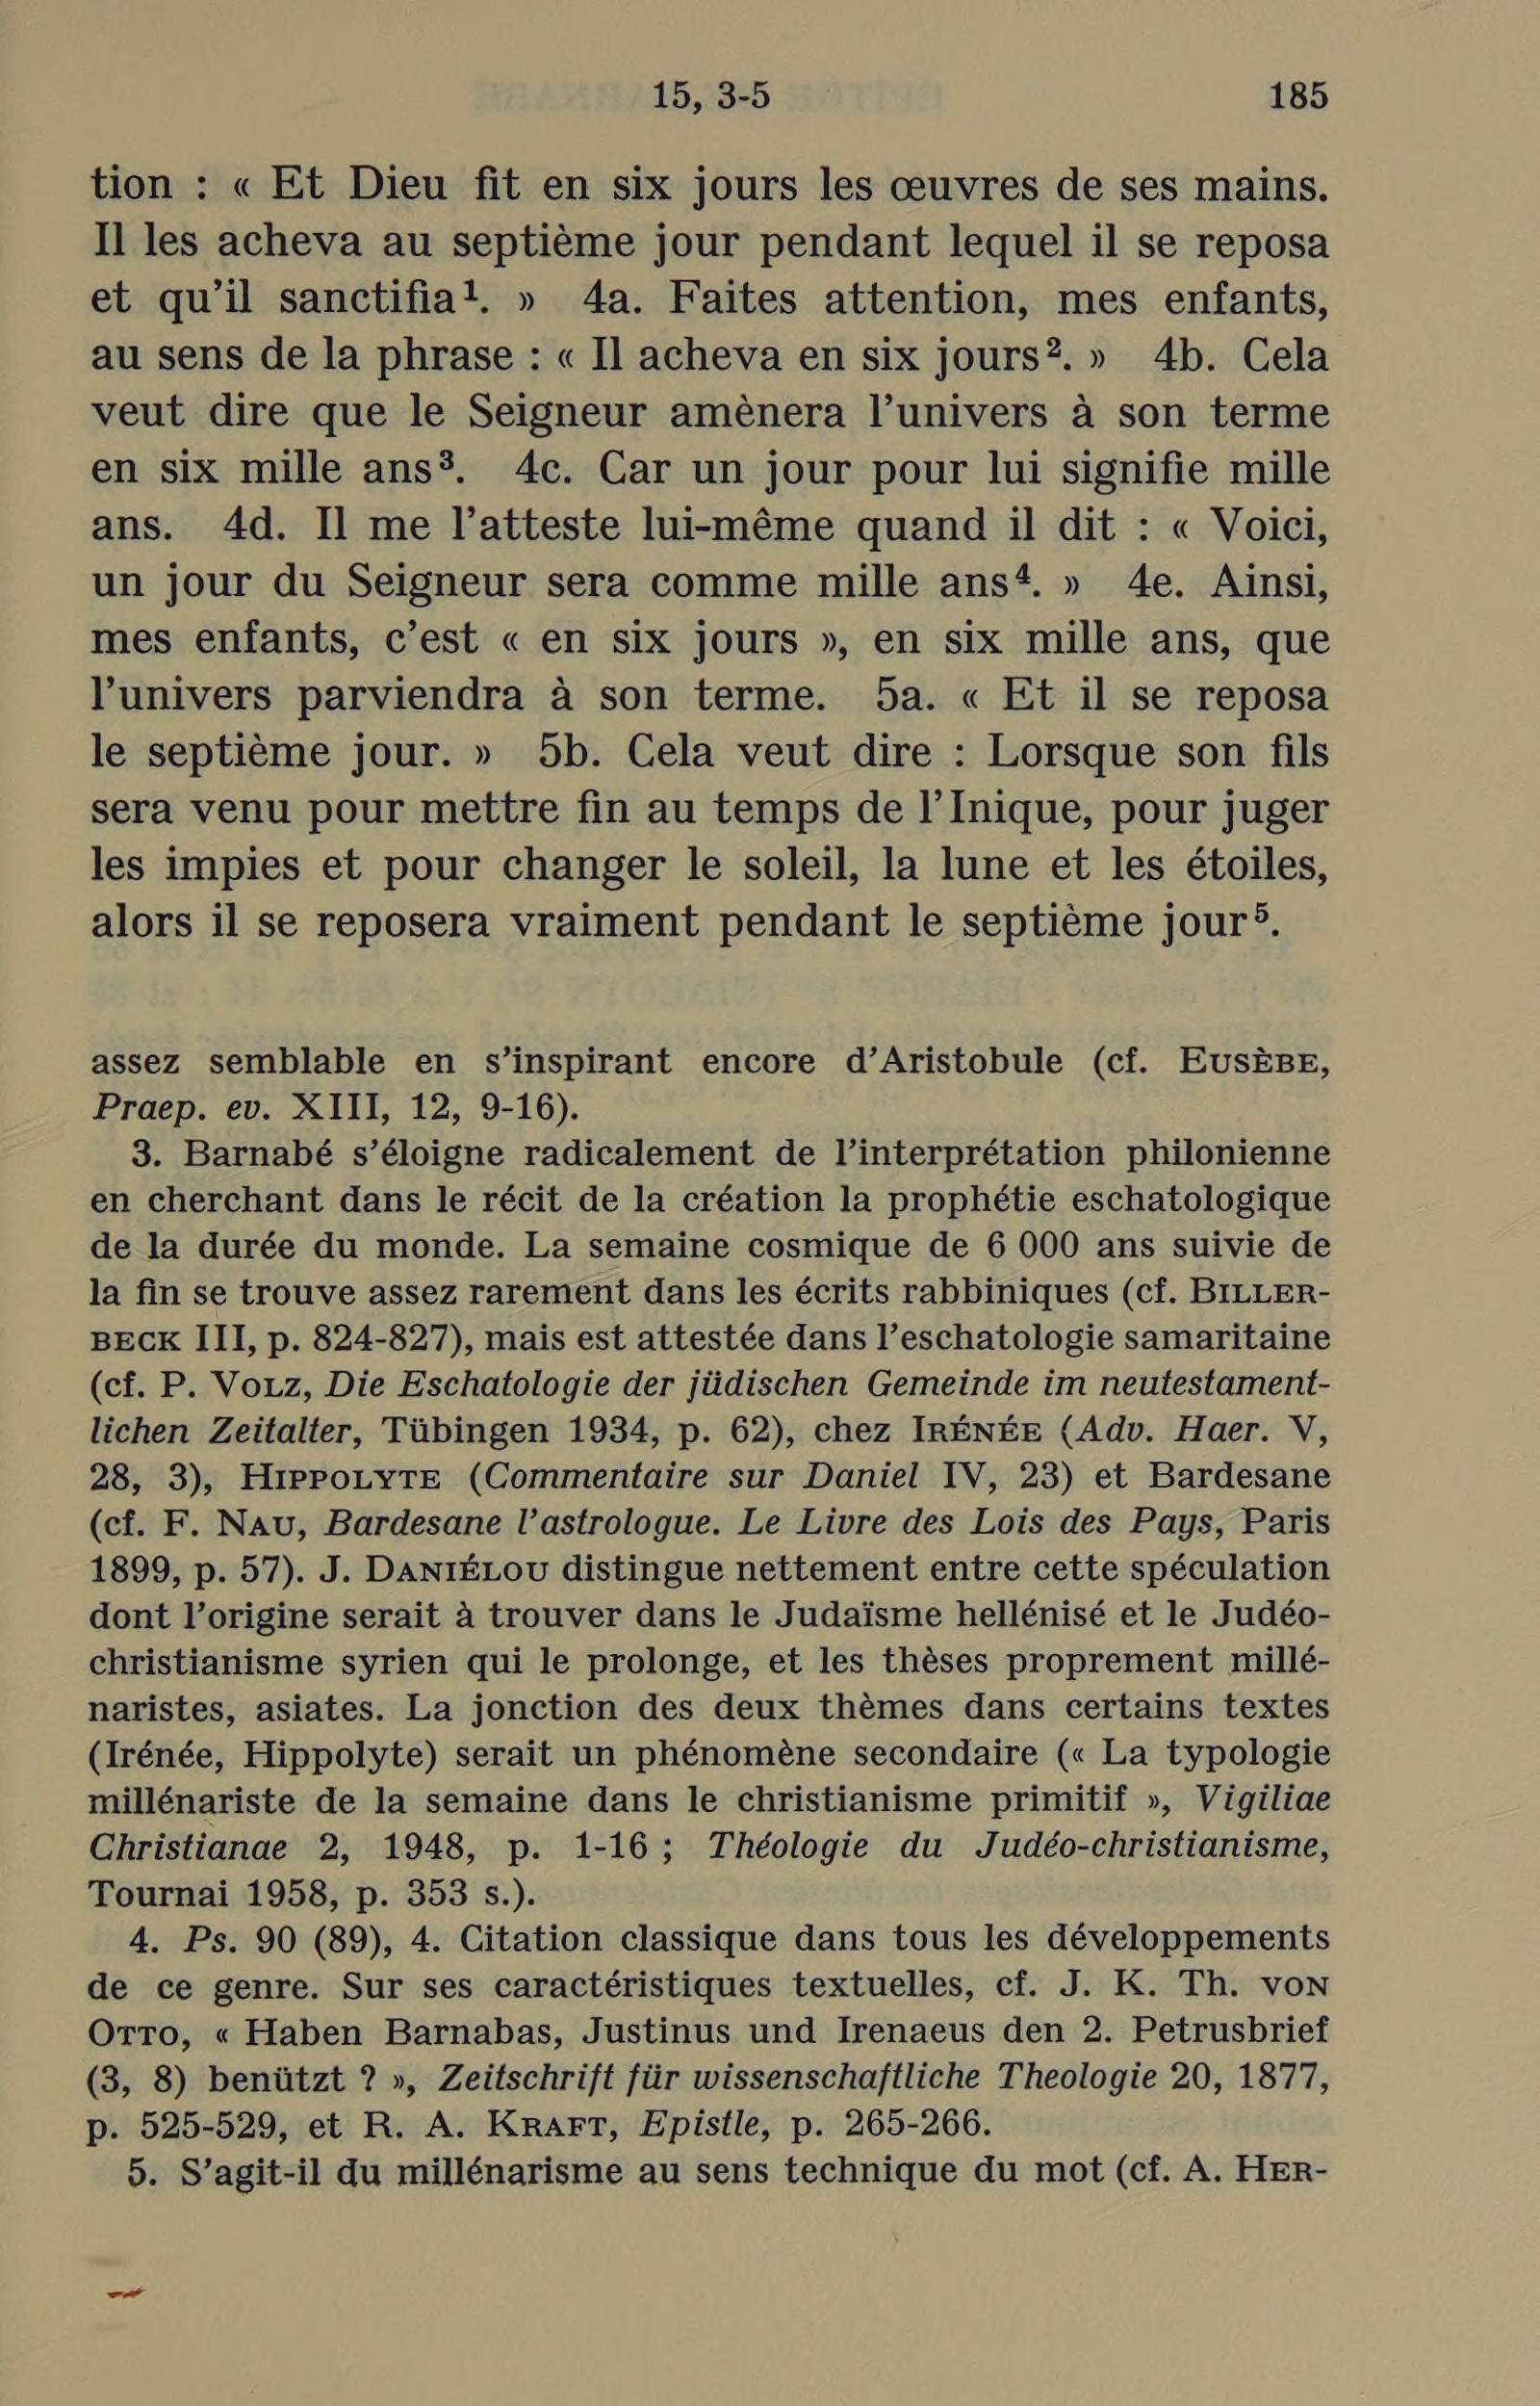 15, 3-5 185
tion : « Et Dieu fit en six jours les œuvres de ses mains.
Il les acheva au septième jour pendant lequel il se reposa
et qu'il sanctifia¹. » 4a. Faites attention, mes enfants,
au sens de la phrase : « Il acheva en six jours². » 4b. Cela
veut dire que le Seigneur amènera l'univers à son terme
en six mille ans³. 4c. Car un jour pour lui signifie mille
ans. 4d. Il me l'atteste lui-même quand il dit : « Voici,
un jour du Seigneur sera comme mille ans⁴. » 4e. Ainsi,
mes enfants, c'est « en six jours », en six mille ans, que
l'univers parviendra à son terme. 5a. « Et il se reposa
le septième jour. » 5b. Cela veut dire : Lorsque son fils
sera venu pour mettre fin au temps de l'Inique, pour juger
les impies et pour changer le soleil, la lune et les étoiles,
alors il se reposera vraiment pendant le septième jour⁵.
assez semblable en s'inspirant encore d'Aristobule (cf. EUSÈBE,
Praep. ev. XIII, 12, 9-16).
3. Barnabé s'éloigne radicalement de l'interprétation philonienne
en cherchant dans le récit de la création la prophétie eschatologique
de la durée du monde. La semaine cosmique de 6 000 ans suivie de
la fin se trouve assez rarement dans les écrits rabbiniques (cf. BILLER-
BECK III, p. 824-827), mais est attestée dans l'eschatologie samaritaine
(cf. P. VOLZ, Die Eschatologie der jüdischen Gemeinde im neutestament-
lichen Zeitalter, Tübingen 1934, p. 62), chez IRÉNÉE (Adv. Haer. V,
28, 3), HIPPOLYTE (Commentaire sur Daniel IV, 23) et Bardesane
(cf. F. NAU, Bardesane l'astrologue. Le Livre des Lois des Pays, Paris
1899, p. 57). J. DANIÉLOU distingue nettement entre cette spéculation
dont l'origine serait à trouver dans le Judaïsme hellénisé et le Judéo-
christianisme syrien qui le prolonge, et les thèses proprement millé-
naristes, asiates. La jonction des deux thèmes dans certains textes
(Irénée, Hippolyte) serait un phénomène secondaire (« La typologie
millénariste de la semaine dans le christianisme primitif », Vigiliae
Christianae 2, 1948, p. 1-16 ; Théologie du Judéo-christianisme,
Tournai 1958, p. 353 s.).
4. Ps. 90 (89), 4. Citation classique dans tous les développements
de ce genre. Sur ses caractéristiques textuelles, cf. J. K. Th. VON
OTTO, « Haben Barnabas, Justinus und Irenaeus den 2. Petrusbrief
(3, 8) benützt ? », Zeitschrift für wissenschaftliche Theologie 20, 1877,
p. 525-529, et R. A. KRAFT, Epistle, p. 265-266.
5. S'agit-il du millénarisme au sens technique du mot (cf. A. HER-